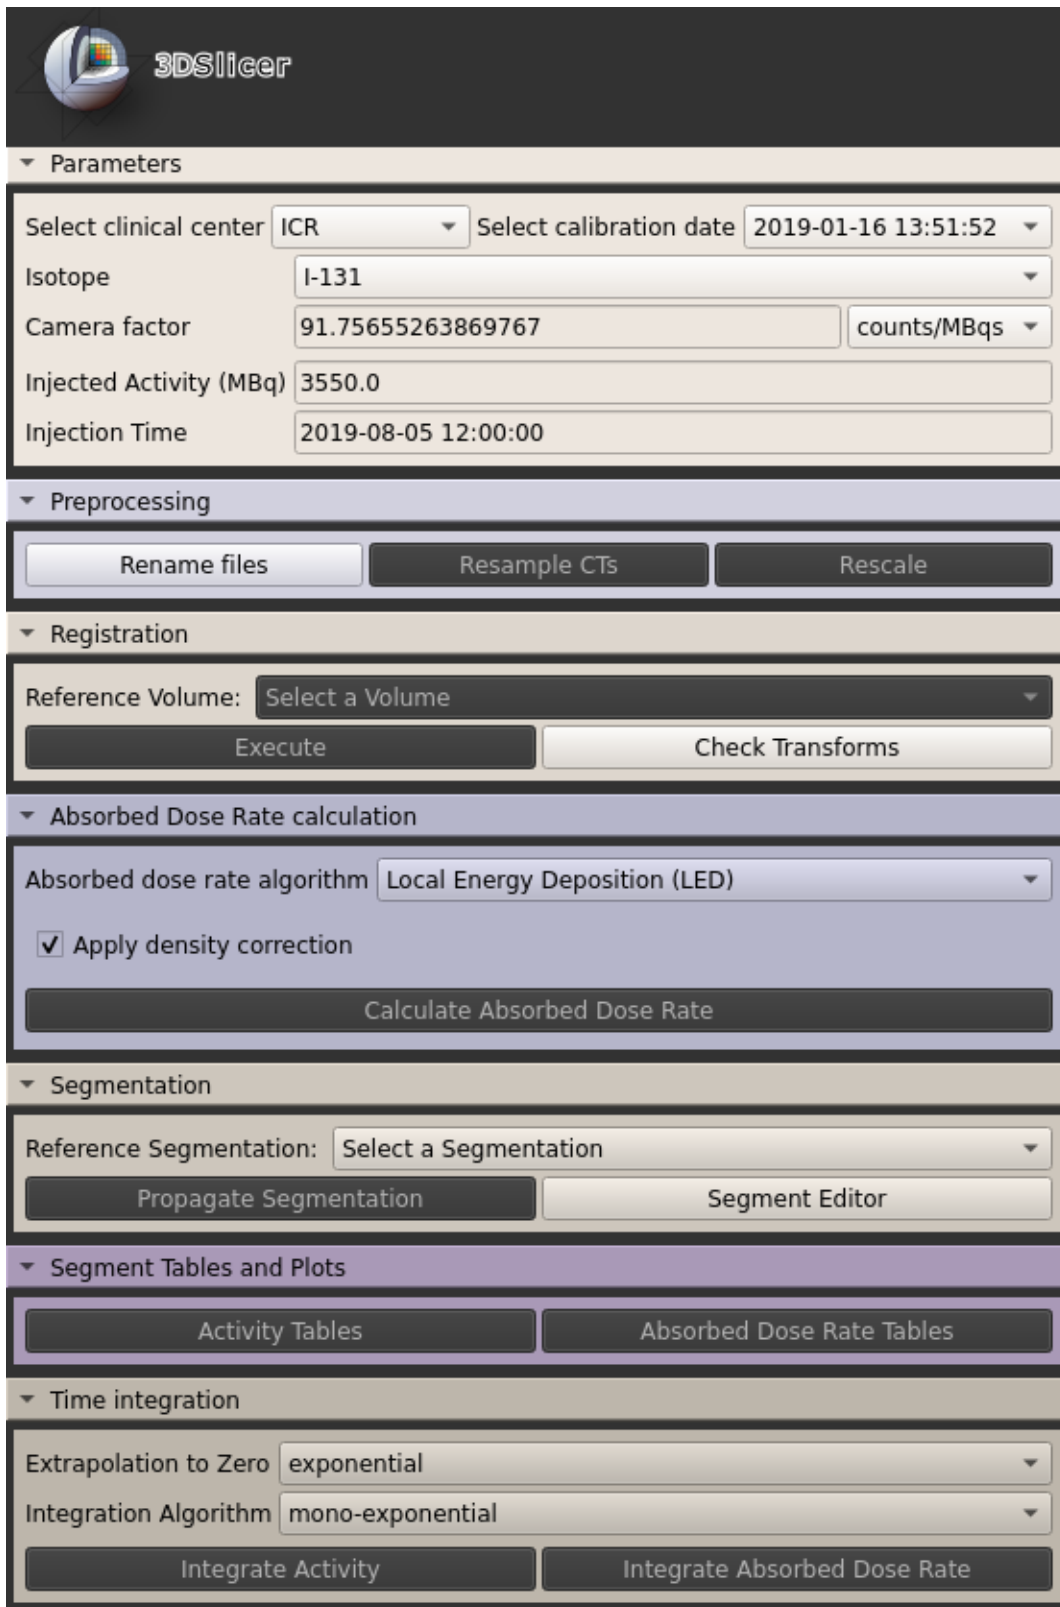 3DSlicer
Parameters
Select clinical center ICR Select calibration date 2019-01-16 13:51:52
Isotope I-131
Camera factor 91.75655263869767 counts/MBqs
Injected Activity (MBq) 3550.0
Injection Time 2019-08-05 12:00:00
Preprocessing
Rename files Resample CTs Rescale
Registration
Reference Volume: Select a Volume
Execute Check Transforms
Absorbed Dose Rate calculation
Absorbed dose rate algorithm Local Energy Deposition (LED)
Apply density correction
Calculate Absorbed Dose Rate
Segmentation
Reference Segmentation: Select a Segmentation
Propagate Segmentation Segment Editor
Segment Tables and Plots
Activity Tables Absorbed Dose Rate Tables
Time integration
Extrapolation to Zero exponential
Integration Algorithm mono-exponential
Integrate Activity Integrate Absorbed Dose Rate